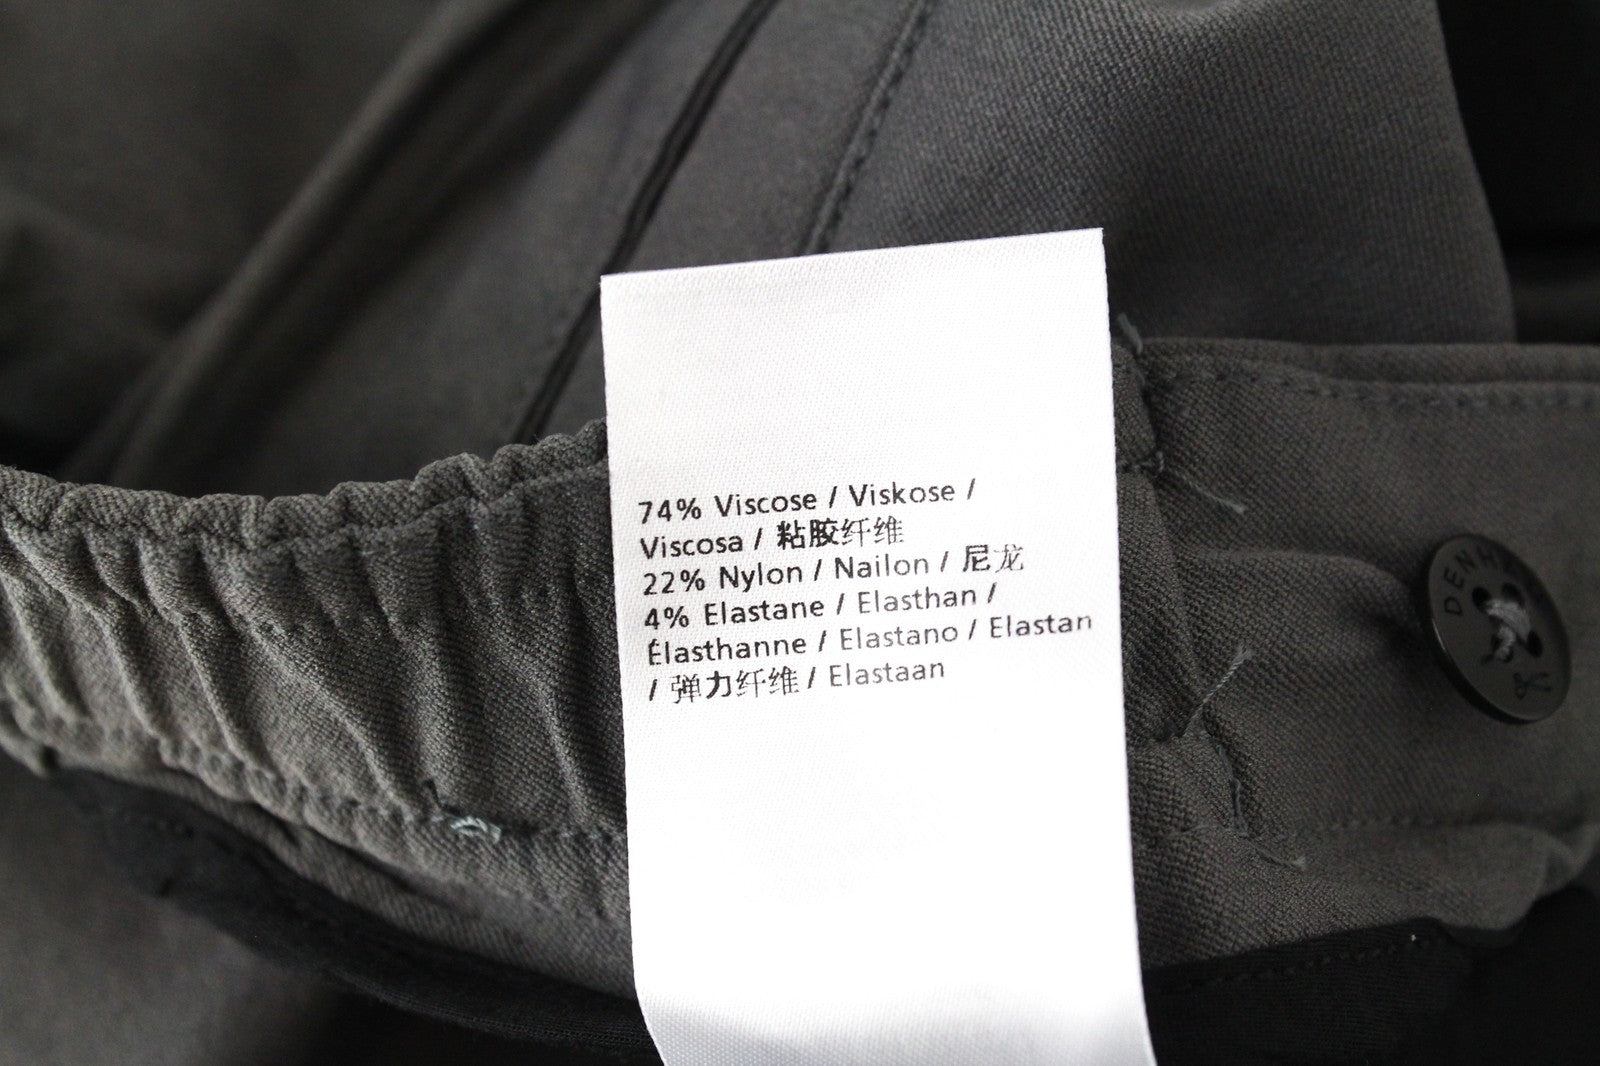 74% Viscose / Viskose /
Viscosa / 粘胶纤维
22% Nylon / Nailon / 尼龙
4% Elastane / Elasthan /
Élasthanne / Elastano / Elastan
/ 弹力纤维 / Elastaan